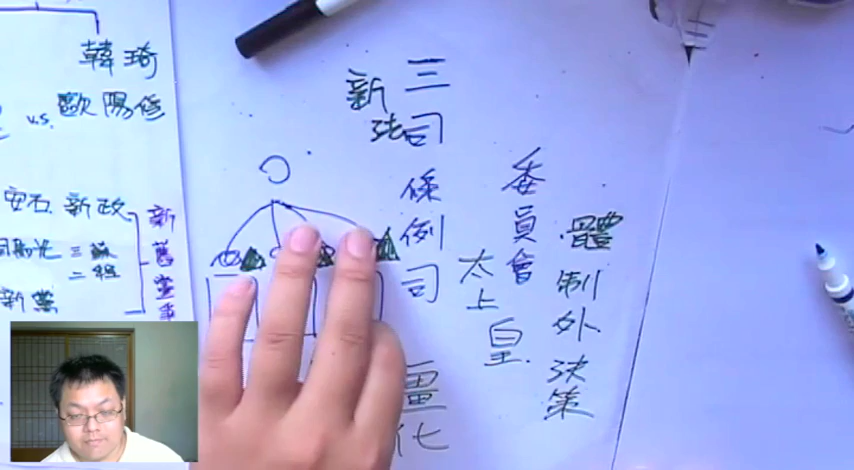 韓琦
v.s. 歐陽修
安石 新政
司馬光 三蘇
二程
新黨
新舊黨爭
新法
三司條例司
僵化
委員會
太上皇
體制外決策